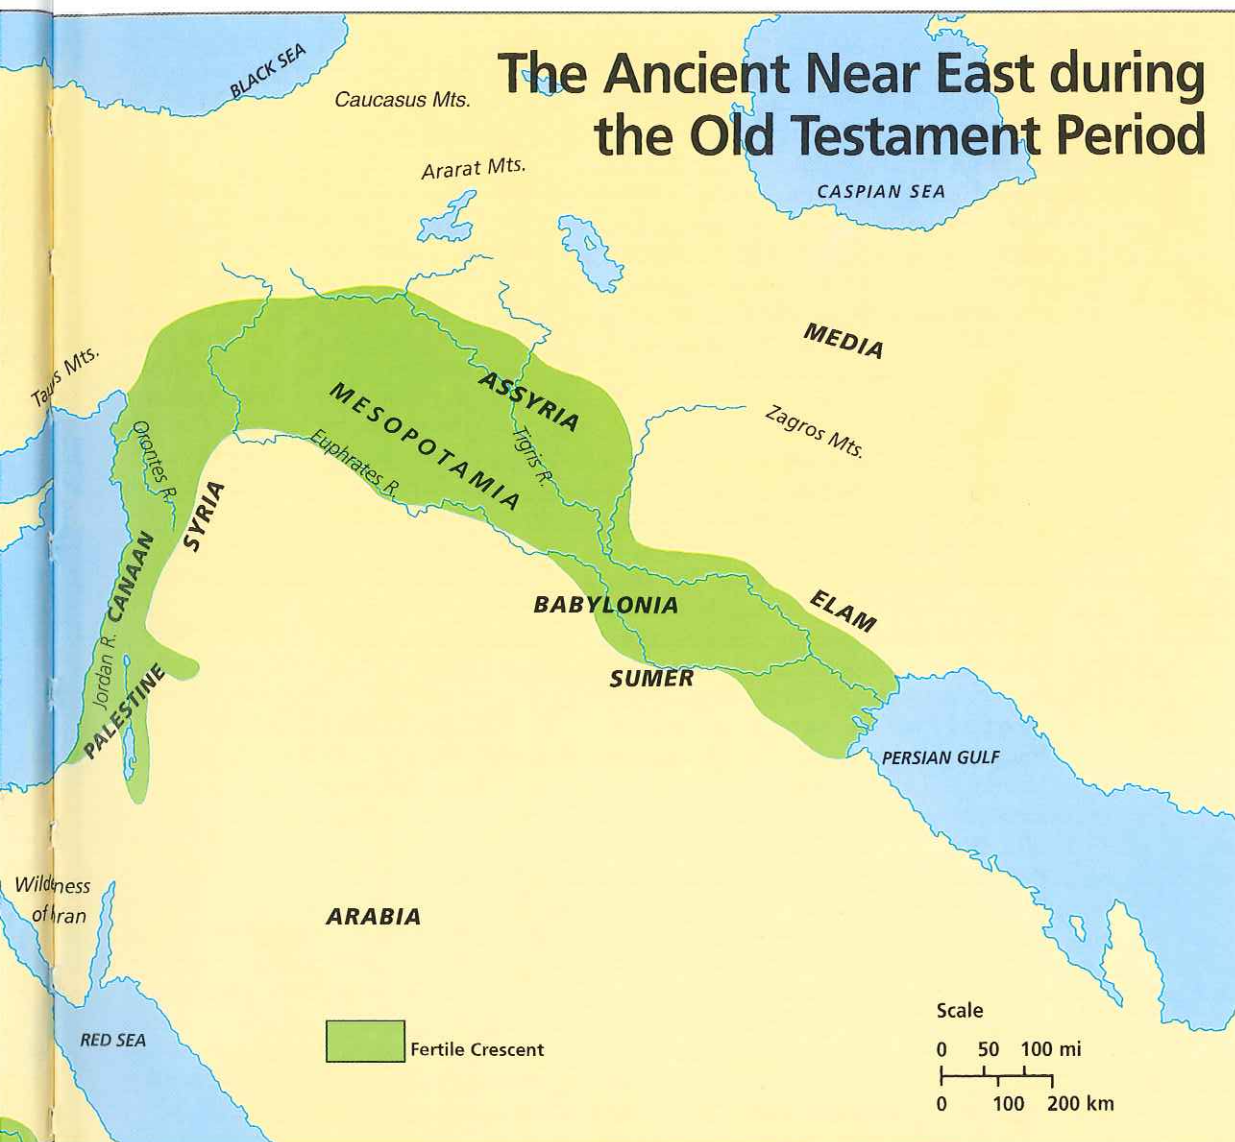 The Ancient Near East during
the Old Testament Period
BLACK SEA
Caucasus Mts.
Ararat Mts.
CASPIAN SEA
MEDIA
Mts.
ASSYRIA
Zagros Mts.
MESOPOTAMIA
Orontes R.
Euphrates R.
Tigris R.
SYRIA
CANAAN
BABYLONIA
ELAM
Jordan R.
PALESTINE
SUMER
PERSIAN GULF
of
ARABIA
RED SEA
Fertile Crescent
Scale
0 50 100 mi
0 100 200 km